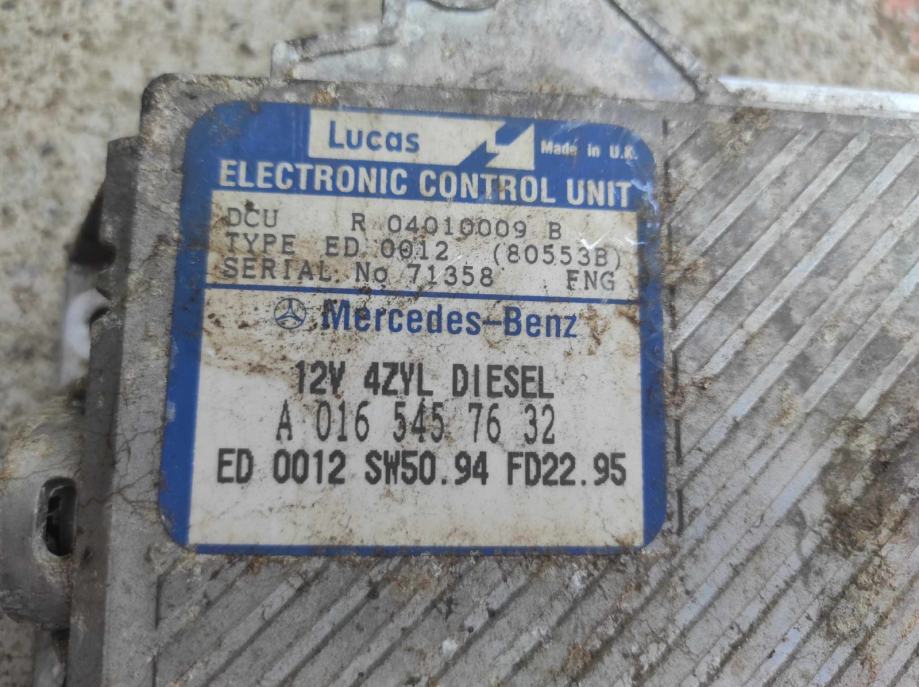 Lucas
Made in U.K
ELECTRONIC CONTROL UNIT
DCU R 04010009 B
TYPE ED 0012 (80553B)
SERIAL No 71358 FNG
Mercedes-Benz
12V 4ZYL DIESEL
A 016 545 76 32
ED 0012 SW50.94 FD22.95